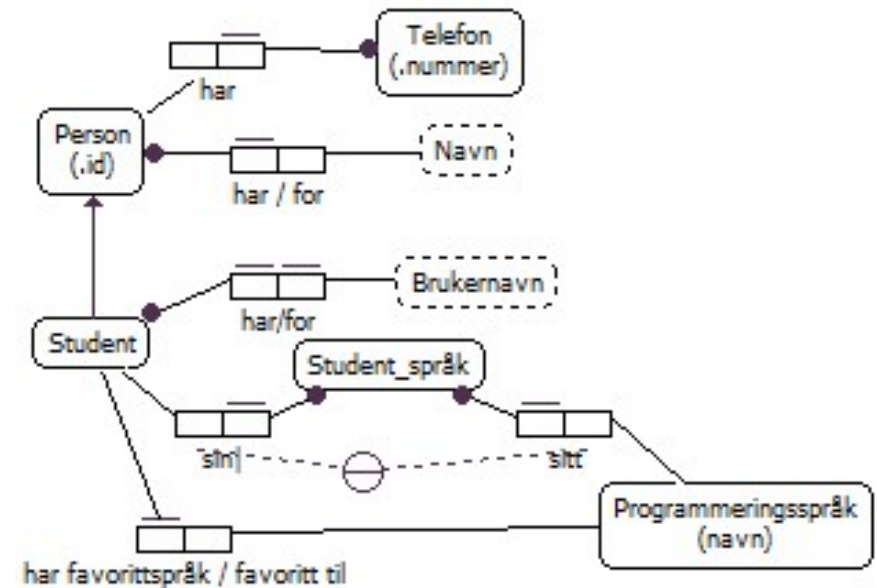 Telefon
(.nummer)
har
Person
(.id)
Navn
har / for
Brukernavn
har/for
Student
Student_språk
sin
sitt
Programmeringsspråk
(navn)
har favorittspråk / favoritt til